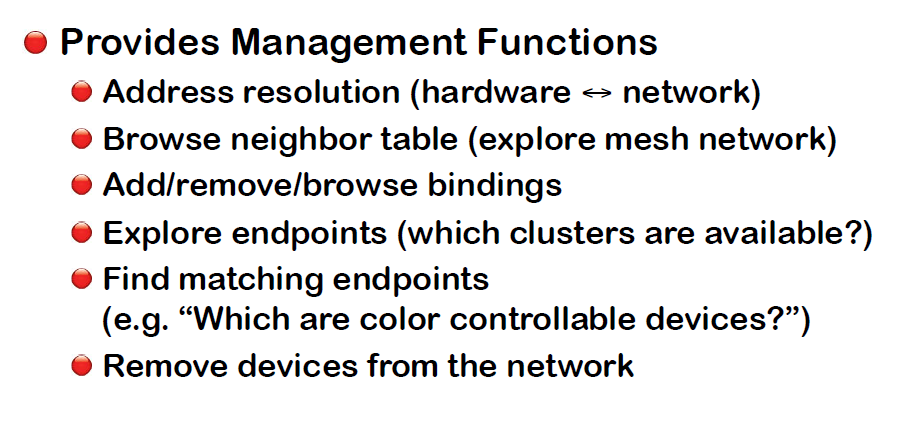 Provides Management Functions
Address resolution (hardware ↔ network)
Browse neighbor table (explore mesh network)
Add/remove/browse bindings
Explore endpoints (which clusters are available?)
Find matching endpoints
(e.g. “Which are color controllable devices?”)
Remove devices from the network